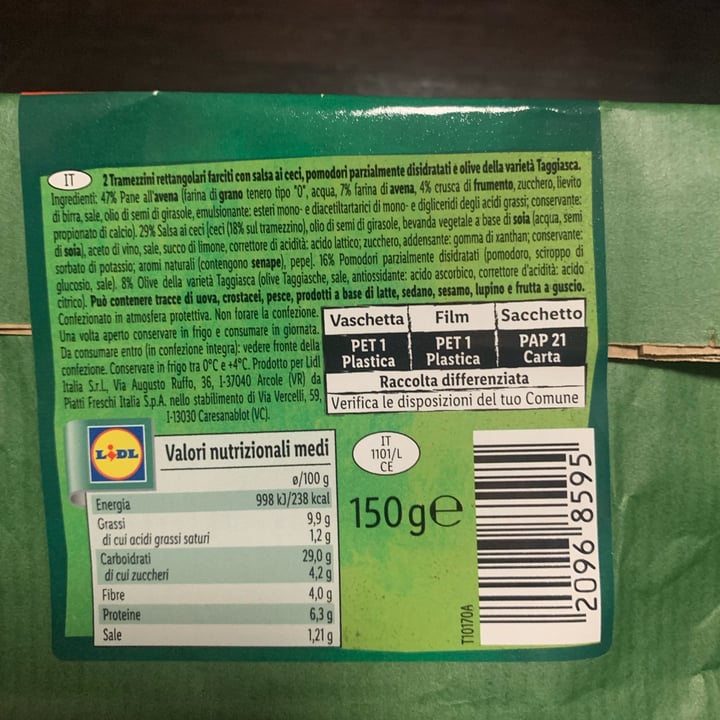 IT
2 Tramezzini rettangolari farciti con salsa ai ceci, pomodori parzialmente disidratati e olive della varietà Taggiasca.
Ingredienti: 47% Pane all'avena (farina di grano tenero tipo "0", acqua, 7% farina di avena, 4% crusca di frumento, zucchero, lievito
di birra, sale, olio di semi di girasole, emulsionante: esteri mono- e diacetiltartarici di mono- e digliceridi degli acidi grassi; conservante:
propionato di calcio). 29% Salsa ai ceci [ceci (18% sul tramezzino), olio di semi di girasole, bevanda vegetale a base di soia (acqua, semi
di soia), aceto di vino, sale, succo di limone, correttore di acidità: acido lattico; zucchero, addensante: gomma di xanthan; conservante:
sorbato di potassio; aromi naturali (contengono senape), pepe]. 16% Pomodori parzialmente disidratati (pomodoro, sciroppo di
glucosio, sale). 8% Olive della varietà Taggiasca (olive Taggiasche, sale, antiossidante: acido ascorbico, correttore d'acidità: acido
citrico). Può contenere tracce di uova, crostacei, pesce, prodotti a base di latte, sedano, sesamo, lupino e frutta a guscio.
Confezionato in atmosfera protettiva. Non forare la confezione.
Una volta aperto conservare in frigo e consumare in giornata.
Da consumare entro (in confezione integra): vedere fronte della
confezione. Conservare in frigo tra 0°C e +4°C. Prodotto per Lidl
Italia S.r.l., Via Augusto Ruffo, 36, I-37040 Arcole (VR) da
Piatti Freschi Italia S.p.A. nello stabilimento di Via Vercelli, 59,
I-13030 Caresanablot (VC).
Vaschetta Film Sacchetto
PET 1 PET 1 PAP 21
Plastica Plastica Carta
Raccolta differenziata
Verifica le disposizioni del tuo Comune
LIDL
Valori nutrizionali medi
ø/100 g
Energia 998 kJ/238 kcal
Grassi 9,9 g
di cui acidi grassi saturi 1,2 g
Carboidrati 29,0 g
di cui zuccheri 4,2 g
Fibre 4,0 g
Proteine 6,3 g
Sale 1,21 g
IT
1101/L
CE
150 g e
T10170A
2096 8595